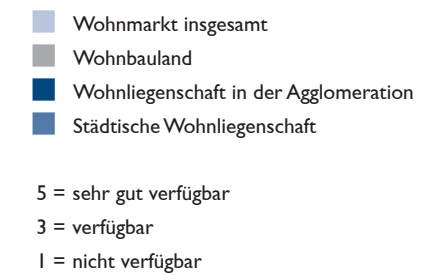 Wohnmarkt insgesamt
Wohnbauland
Wohnliegenschaft in der Agglomeration
Städtische Wohnliegenschaft
5 = sehr gut verfügbar
3 = verfügbar
1 = nicht verfügbar